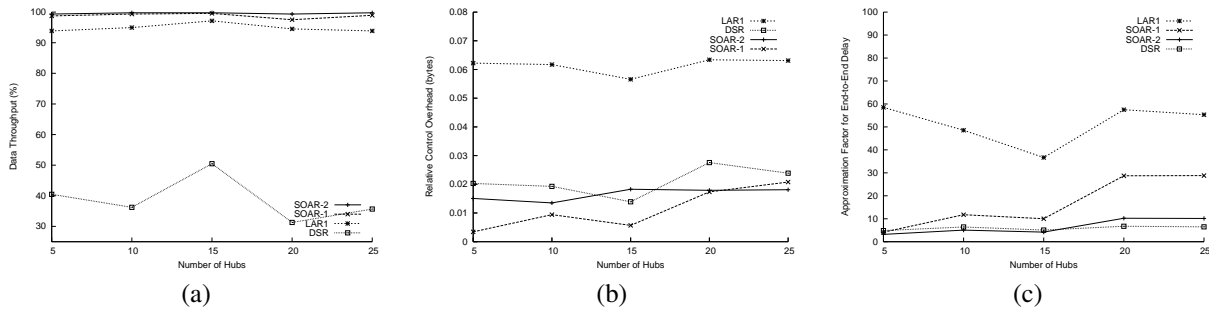 100
90
80
70
60
50
40
30
Data Throughput (%)
SOAR-2
SOAR-1
LAR1
DSR
5 10 15 20 25
Number of Hubs
(a)
0.08
0.07
0.06
0.05
0.04
0.03
0.02
0.01
0
Relative Control Overhead (bytes)
LAR1
DSR
SOAR-2
SOAR-1
5 10 15 20 25
Number of Hubs
(b)
100
90
80
70
60
50
40
30
20
10
0
Approximation Factor for End-to-End Delay
LAR1
SOAR-1
SOAR-2
DSR
5 10 15 20 25
Number of Hubs
(c)